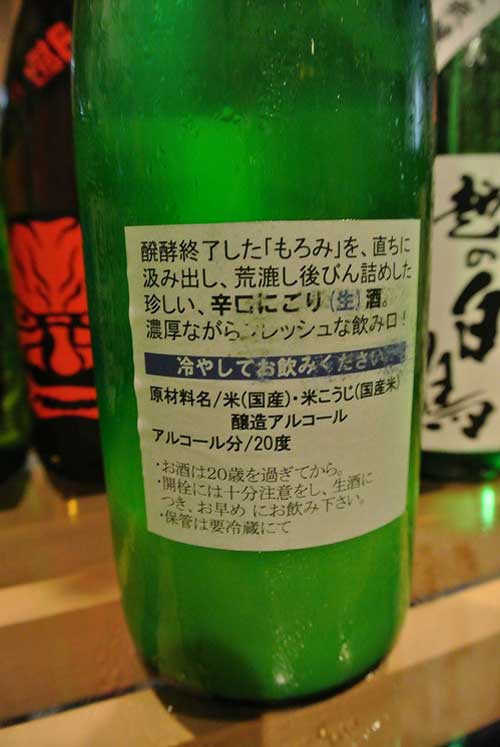 醗酵終了した「もろみ」を、直ちに
汲み出し、荒漉し後びん詰めした
珍しい、辛口にごり(生)酒。
濃厚ながらフレッシュな飲み口!
冷やしてお飲みください
原材料名/米(国産)・米こうじ(国産米)
醸造アルコール
アルコール分/20度
・お酒は20歳を過ぎてから。
・開栓には十分注意をし、生酒に
つき、お早めにお飲み下さい。
・保管は要冷蔵にて
越の白